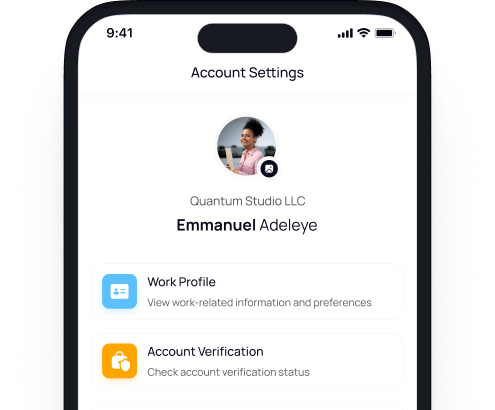 9:41
Account Settings
Quantum Studio LLC
Emmanuel Adeleye
Work Profile
View work-related information and preferences
Account Verification
Check account verification status